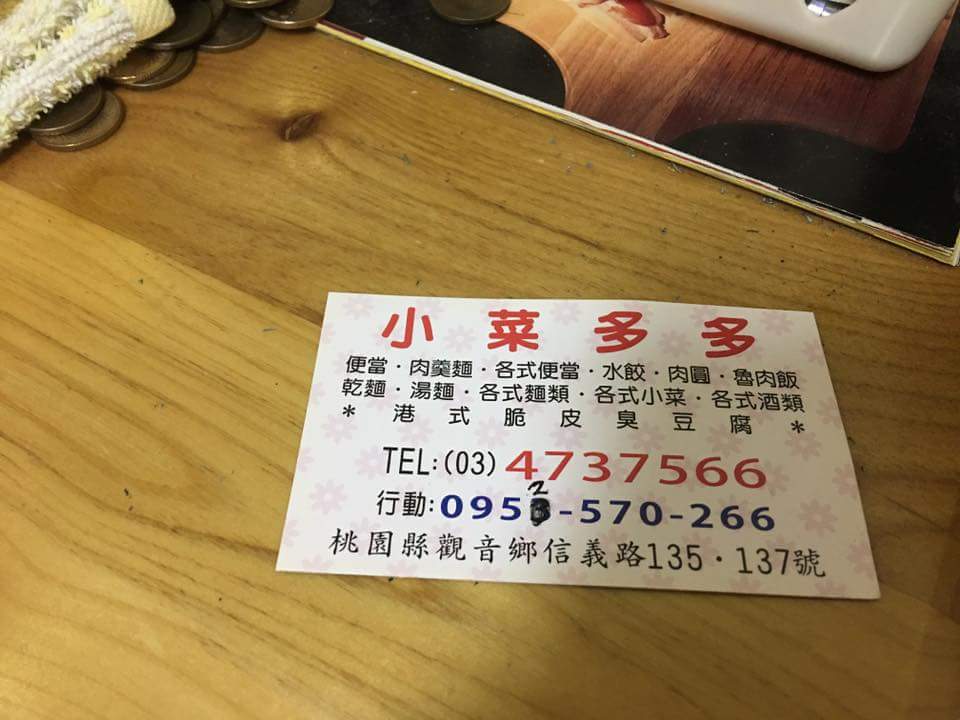 小菜多多
便當・肉羹麵・各式便當・水餃・肉圓・魯肉飯
乾麵・湯麵・各式麵類・各式小菜・各式酒類
* 港式脆皮臭豆腐 *
TEL:(03)4737566
行動:0952-570-266
桃園縣觀音鄉信義路135・137號